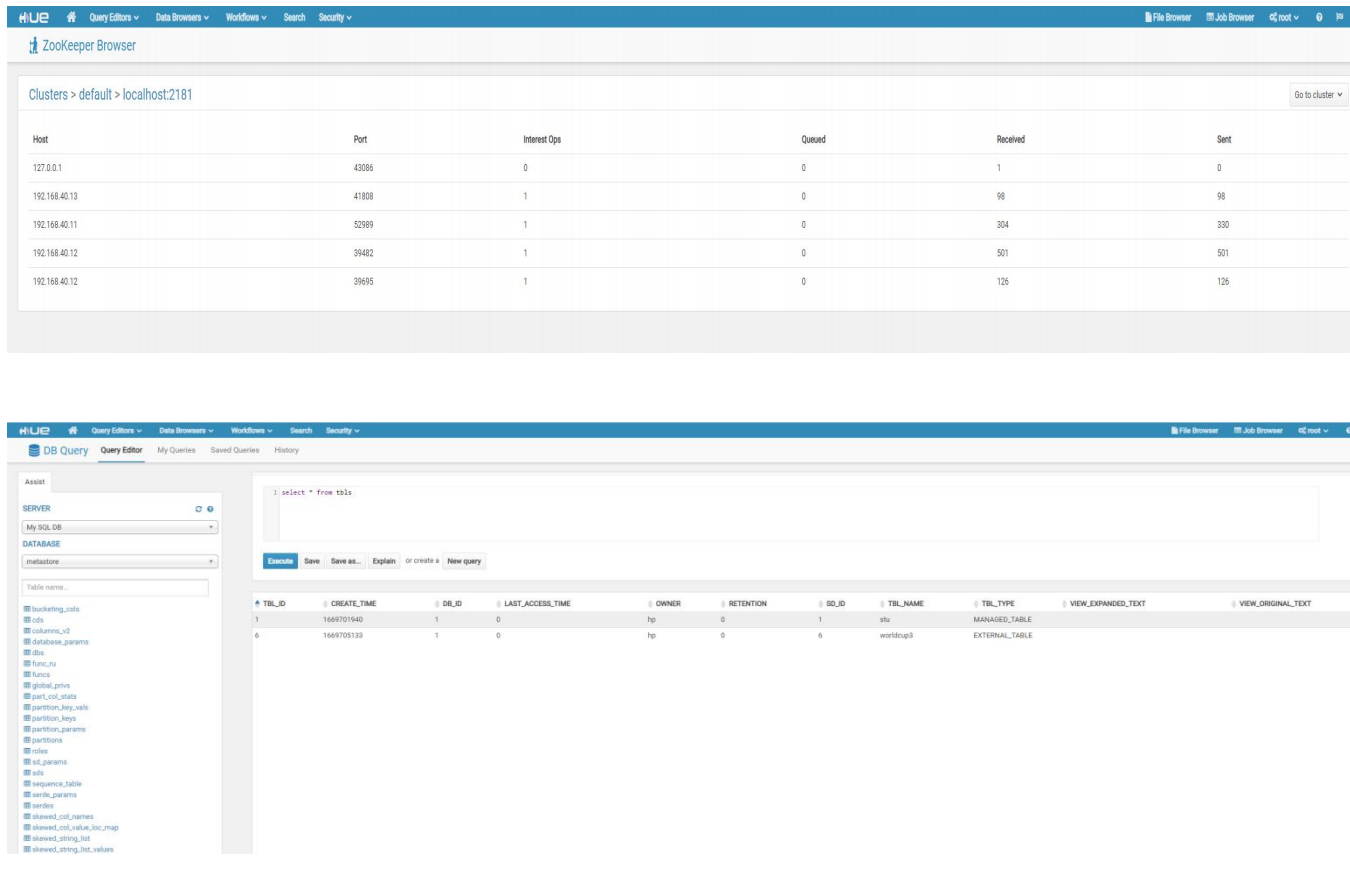 HUE Query Editors Data Browsers Workflows Search Security File Browser Job Browser root
ZooKeeper Browser
Clusters > default > localhost:2181 Go to cluster
Host Port Interest Ops Queued Received Sent
127.0.0.1 43086 0 0 1 0
192.168.40.13 41808 1 0 98 98
192.168.40.11 52989 1 0 304 330
192.168.40.12 39482 1 0 501 501
192.168.40.12 39695 1 0 126 126
HUE Query Editors Data Browsers Workflows Search Security File Browser Job Browser root
DB Query Query Editor My Queries Saved Queries History
Assist
1 select * from tbls
SERVER
My SQL DB
DATABASE
metastore
Execute Save Save as... Explain or create a New query
Table name...
TBL_ID CREATE_TIME DB_ID LAST_ACCESS_TIME OWNER RETENTION SD_ID TBL_NAME TBL_TYPE VIEW_EXPANDED_TEXT VIEW_ORIGINAL_TEXT
1 1669701940 1 0 hp 0 1 stu MANAGED_TABLE
6 1669705133 1 0 hp 0 6 worldcup3 EXTERNAL_TABLE
bucketing_cols
cds
columns_v2
database_params
dbs
func_ru
funcs
global_privs
part_col_stats
partition_key_vals
partition_keys
partition_params
partitions
roles
sd_params
sds
sequence_table
serde_params
serdes
skewed_col_names
skewed_col_value_loc_map
skewed_string_list
skewed_string_list_values